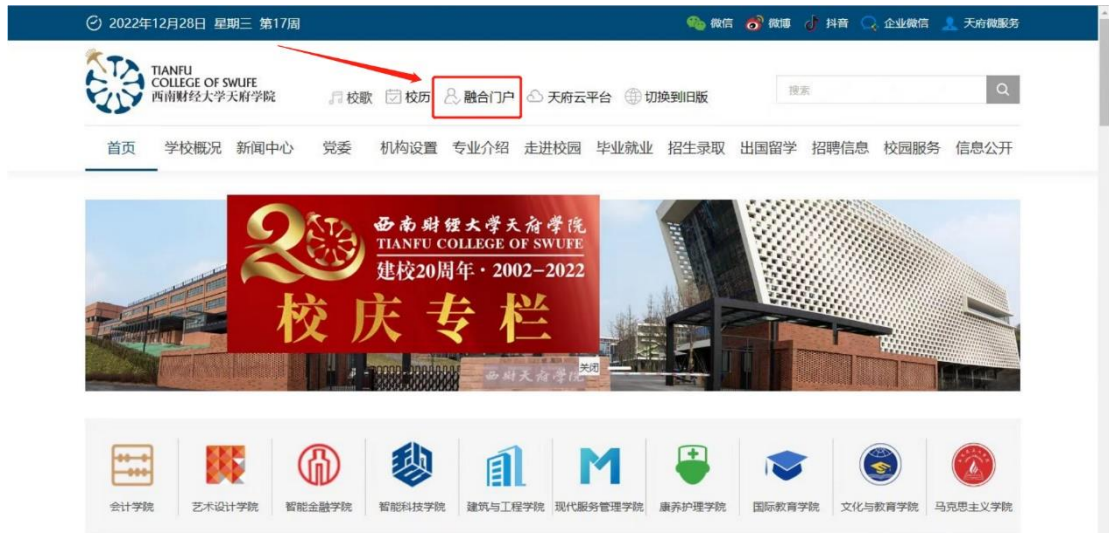 2022年12月28日 星期三 第17周
微信 微博 抖音 企业微信 天府微服务
TIANFU
COLLEGE OF SWUFE
西南财经大学天府学院
校歌 校历 融合门户 天府云平台 切换到旧版
搜索
首页 学校概况 新闻中心 党委 机构设置 专业介绍 走进校园 毕业就业 招生录取 出国留学 招聘信息 校园服务 信息公开
20
西南财经大学天府学院
TIANFU COLLEGE OF SWUFE
建校20周年·2002-2022
校庆专栏
关闭
西财天府学院
会计学院 艺术设计学院 智能金融学院 智能科技学院 建筑与工程学院 现代服务管理学院 康养护理学院 国际教育学院 文化与教育学院 马克思主义学院